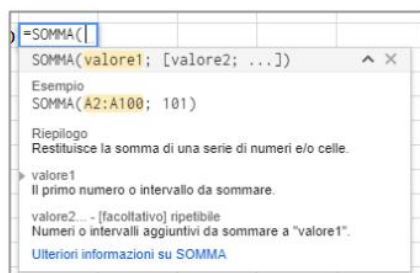 =SOMMA(
SOMMA(valore1; [valore2; ...])
Esempio
SOMMA(A2:A100; 101)
Riepilogo
Restituisce la somma di una serie di numeri e/o celle.
valore1
Il primo numero o intervallo da sommare.
valore2... - [facoltativo] ripetibile
Numeri o intervalli aggiuntivi da sommare a "valore1".
Ulteriori informazioni su SOMMA